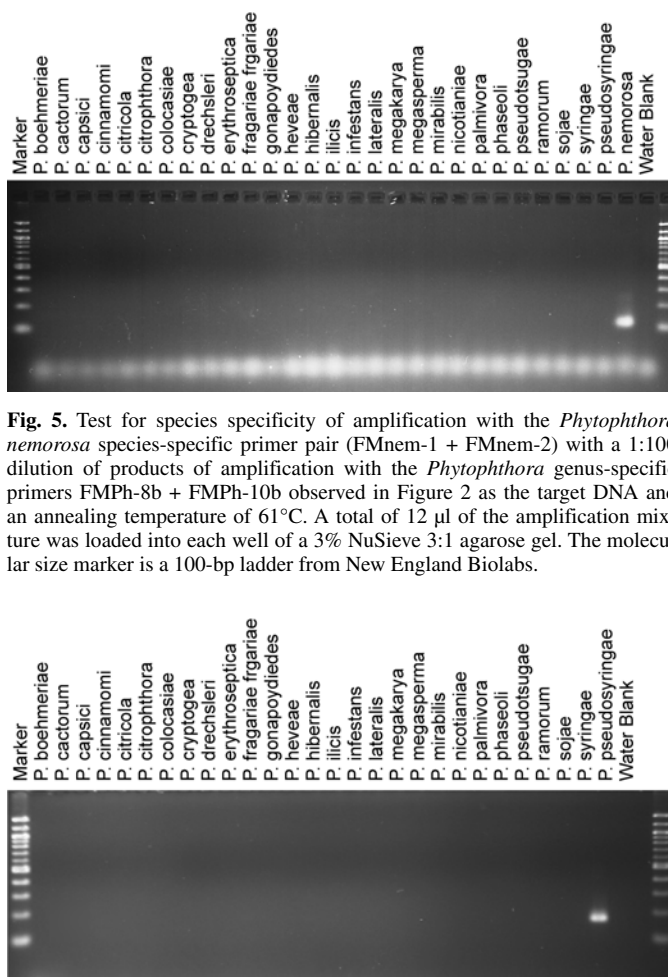 Marker
P. boehmeriae
P. cactorum
P. capsici
P. cinnamomi
P. citricola
P. citrophthora
P. colocasiae
P. cryptogea
P. drechsleri
P. erythroseptica
P. fragariae frgariae
P. gonapoydiedes
P. heveae
P. hibernalis
P. ilicis
P. infestans
P. lateralis
P. megakarya
P. megasperma
P. mirabilis
P. nicotianiae
P. palmivora
P. phaseoli
P. pseudotsugae
P. ramorum
P. sojae
P. syringae
P. pseudosyringae
P. nemorosa
Water Blank
Fig. 5. Test for species specificity of amplification with the Phytophthora
nemorosa species-specific primer pair (FMnem-1 + FMnem-2) with a 1:100
dilution of products of amplification with the Phytophthora genus-specific
primers FMPh-8b + FMPh-10b observed in Figure 2 as the target DNA and
an annealing temperature of 61°C. A total of 12 µl of the amplification mix-
ture was loaded into each well of a 3% NuSieve 3:1 agarose gel. The molecu-
lar size marker is a 100-bp ladder from New England Biolabs.
Marker
P. boehmeriae
P. cactorum
P. capsici
P. cinnamomi
P. citricola
P. citrophthora
P. colocasiae
P. cryptogea
P. drechsleri
P. erythroseptica
P. fragariae frgariae
P. gonapoydiedes
P. heveae
P. hibernalis
P. ilicis
P. infestans
P. lateralis
P. megakarya
P. megasperma
P. mirabilis
P. nicotianiae
P. palmivora
P. phaseoli
P. pseudotsugae
P. ramorum
P. sojae
P. syringae
P. pseudosyringae
Water Blank